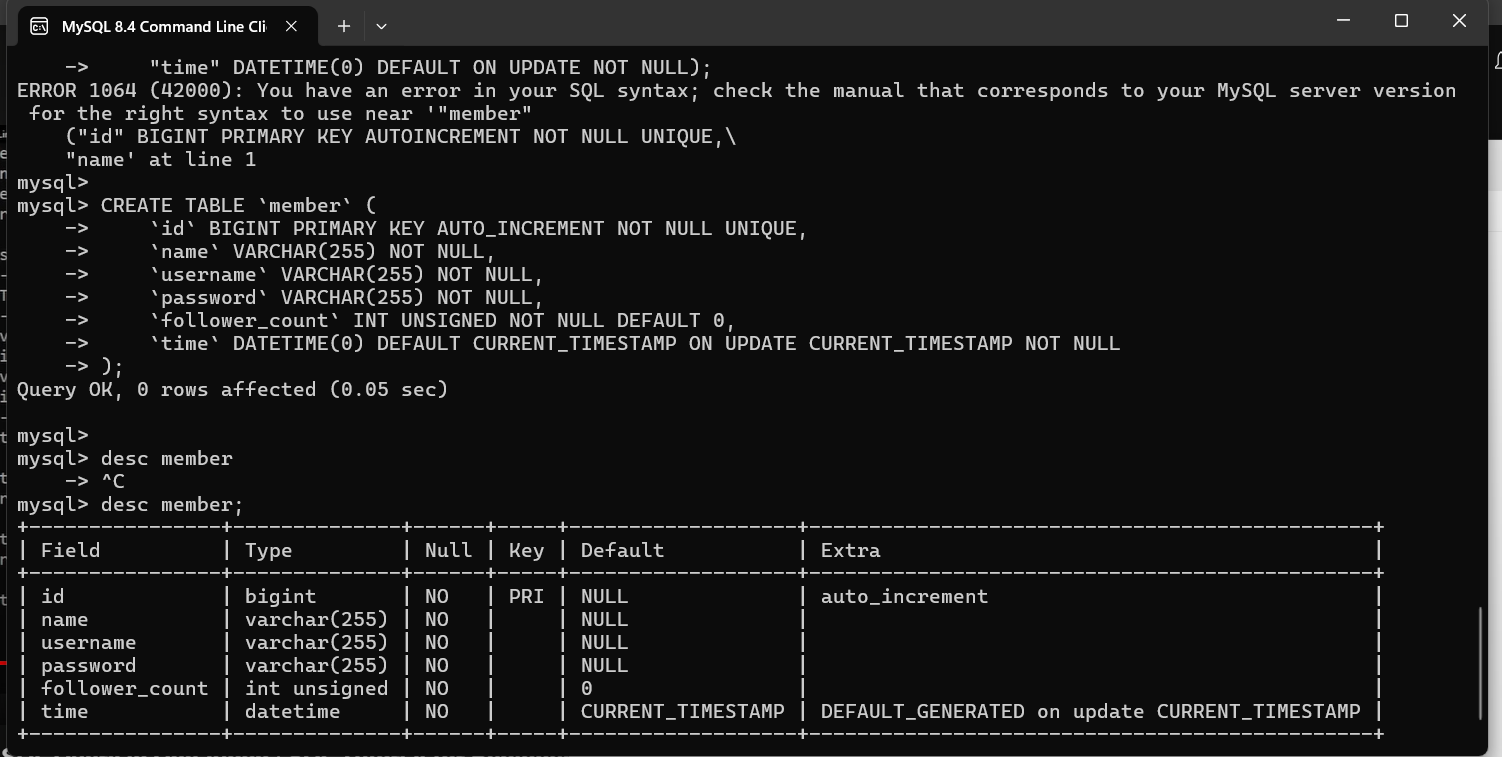 MySQL 8.4 Command Line Cli
    ->     "time" DATETIME(0) DEFAULT ON UPDATE NOT NULL);
ERROR 1064 (42000): You have an error in your SQL syntax; check the manual that corresponds to your MySQL server version
 for the right syntax to use near '"member"
    ("id" BIGINT PRIMARY KEY AUTOINCREMENT NOT NULL UNIQUE,\
    "name' at line 1
mysql>
mysql> CREATE TABLE `member` (
    ->     `id` BIGINT PRIMARY KEY AUTO_INCREMENT NOT NULL UNIQUE,
    ->     `name` VARCHAR(255) NOT NULL,
    ->     `username` VARCHAR(255) NOT NULL,
    ->     `password` VARCHAR(255) NOT NULL,
    ->     `follower_count` INT UNSIGNED NOT NULL DEFAULT 0,
    ->     `time` DATETIME(0) DEFAULT CURRENT_TIMESTAMP ON UPDATE CURRENT_TIMESTAMP NOT NULL
    -> );
Query OK, 0 rows affected (0.05 sec)
mysql>
mysql> desc member
    -> ^C
mysql> desc member;
+----------------+--------------+------+-----+-------------------+-----------------------------------------------+
| Field          | Type         | Null | Key | Default           | Extra                                         |
+----------------+--------------+------+-----+-------------------+-----------------------------------------------+
| id             | bigint       | NO   | PRI | NULL              | auto_increment                                |
| name           | varchar(255) | NO   |     | NULL              |                                               |
| username       | varchar(255) | NO   |     | NULL              |                                               |
| password       | varchar(255) | NO   |     | NULL              |                                               |
| follower_count | int unsigned | NO   |     | 0                 |                                               |
| time           | datetime     | NO   |     | CURRENT_TIMESTAMP | DEFAULT_GENERATED on update CURRENT_TIMESTAMP |
+----------------+--------------+------+-----+-------------------+-----------------------------------------------+